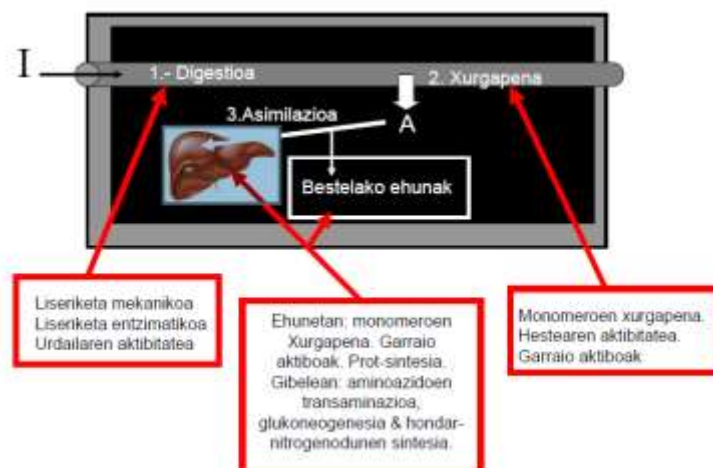 I
1.- Digestioa
2. Xurgapena
3.Asimilazioa
A
Bestelako ehunak
Liseriketa mekanikoa
Liseriketa entzimatikoa
Urdailaren aktibitatea
Ehunetan: monomeroen
Xurgapena. Garraio
aktiboak. Prot-sintesia.
Gibelean: aminoazidoen
transaminazioa,
glukoneogenesia & hondar-
nitrogenodunen sintesia.
Monomeroen xurgapena.
Hestearen aktibitatea.
Garraio aktiboak